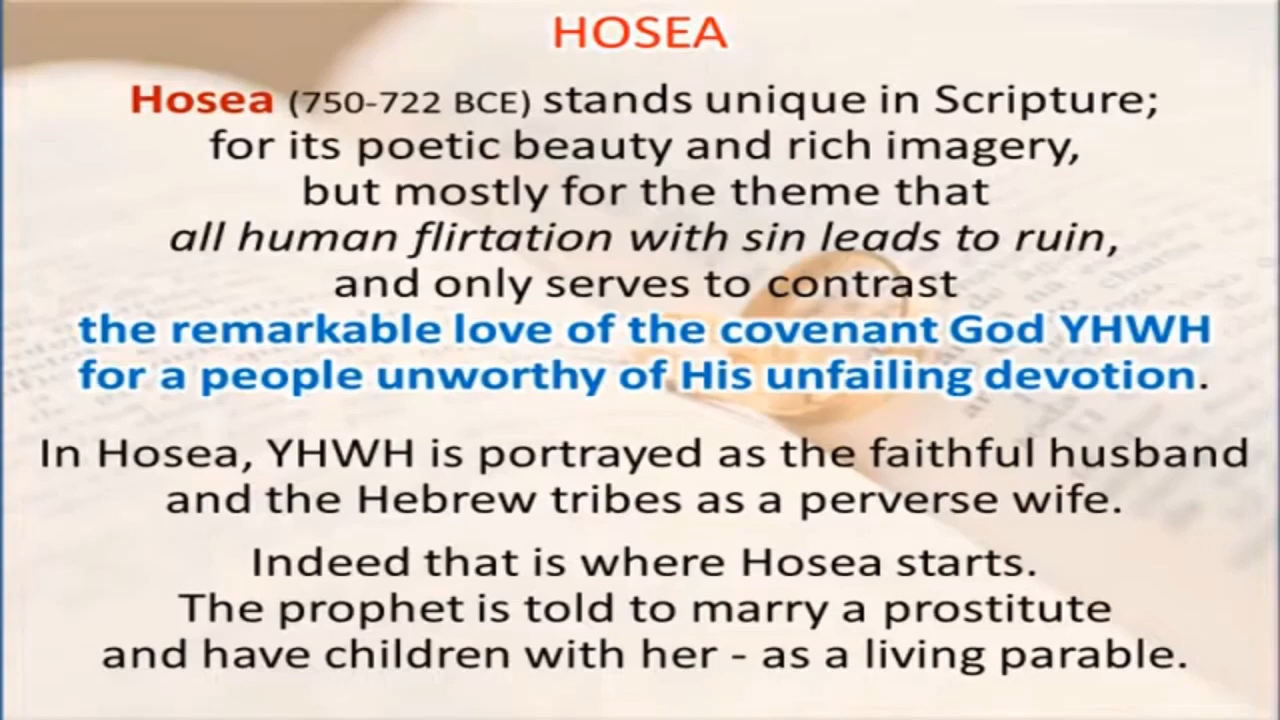 HOSEA
Hosea (750-722 BCE) stands unique in Scripture;
for its poetic beauty and rich imagery,
but mostly for the theme that
all human flirtation with sin leads to ruin,
and only serves to contrast
the remarkable love of the covenant God YHWH
for a people unworthy of His unfailing devotion.
In Hosea, YHWH is portrayed as the faithful husband
and the Hebrew tribes as a perverse wife.
Indeed that is where Hosea starts.
The prophet is told to marry a prostitute
and have children with her - as a living parable.